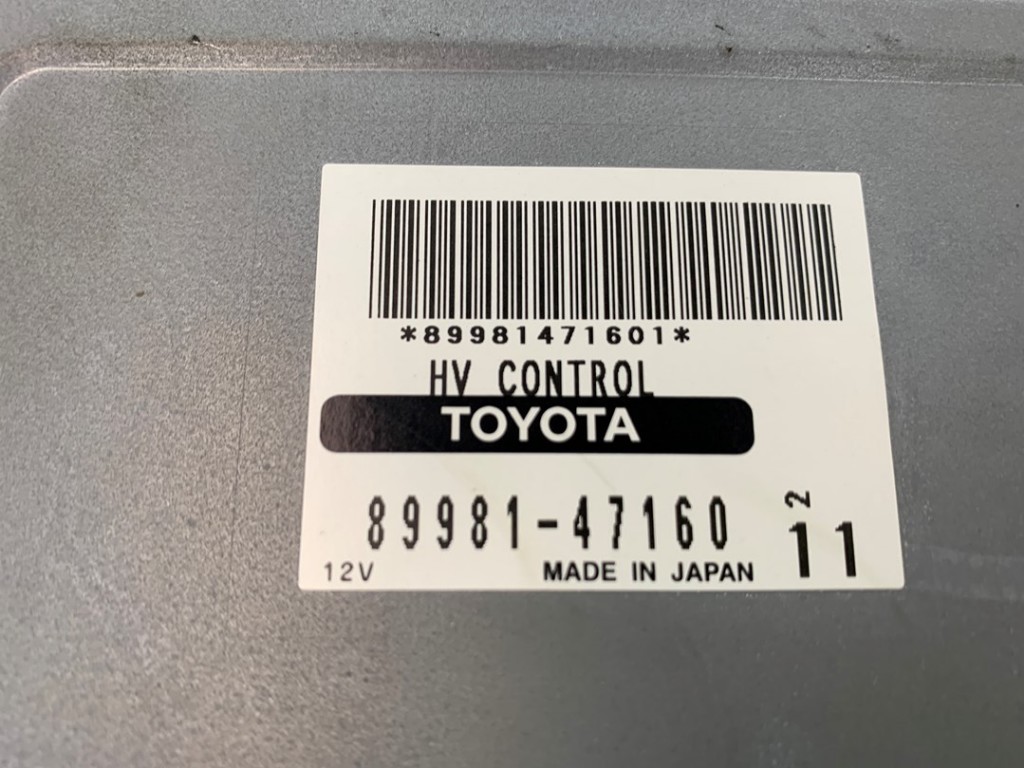 *89981471601*
HV CONTROL
TOYOTA
89981-47160
2
11
12V
MADE IN JAPAN